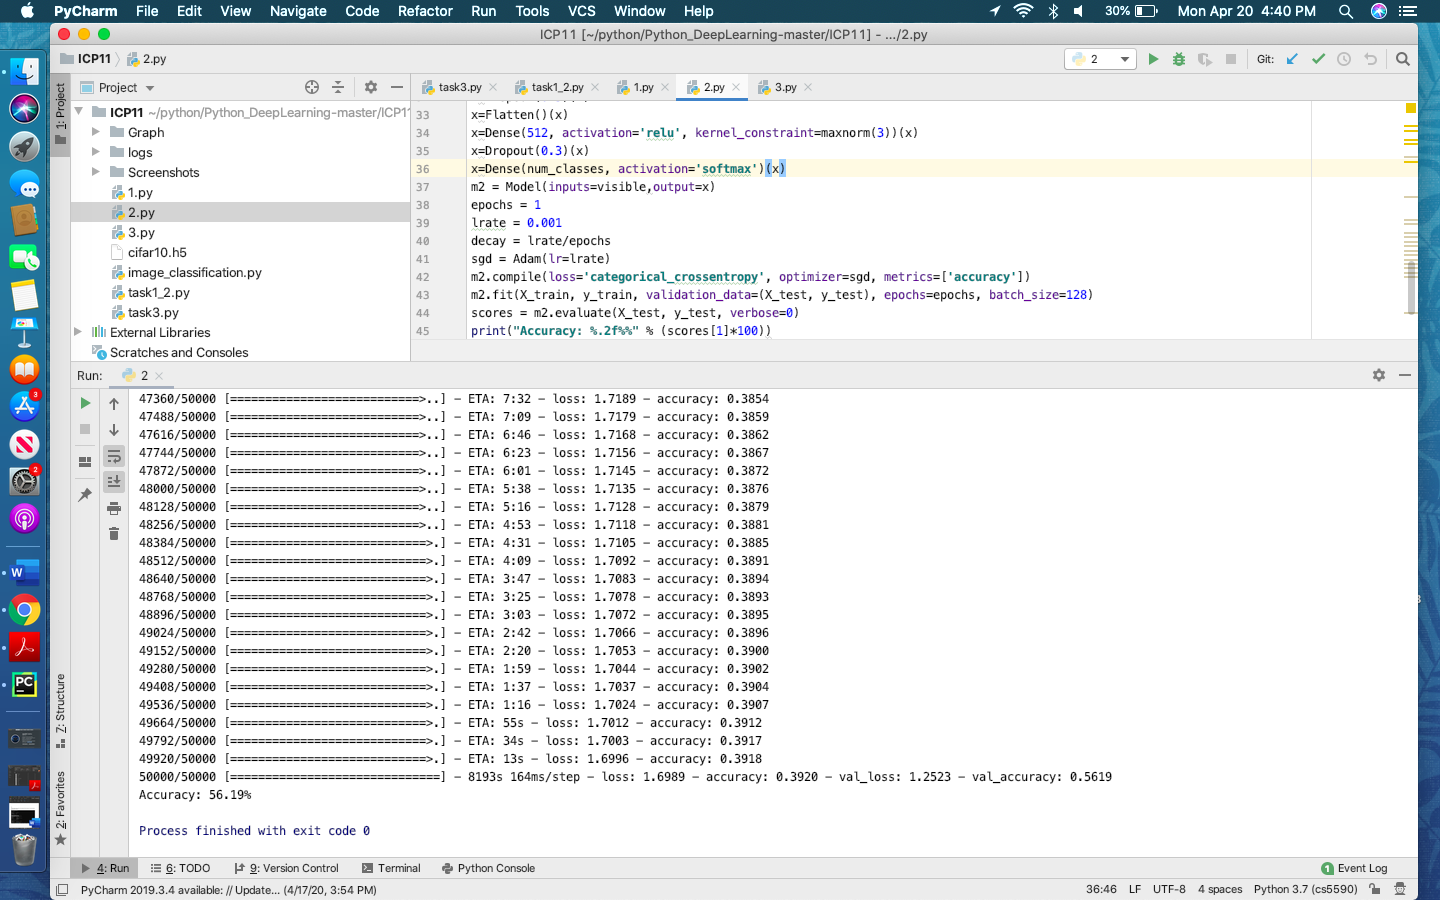 PyCharm File Edit View Navigate Code Refactor Run Tools VCS Window Help 30% Mon Apr 20 4:40 PM
ICP11 [~/python/Python_DeepLearning-master/ICP11] - .../2.py
ICP11 2.py 2 Git:
1: Project
Project
task3.py task1_2.py 1.py 2.py 3.py
ICP11 ~/python/Python_DeepLearning-master/ICP11
Graph
logs
Screenshots
1.py
2.py
3.py
cifar10.h5
image_classification.py
task1_2.py
task3.py
External Libraries
Scratches and Consoles
33 x=Flatten()(x)
34 x=Dense(512, activation='relu', kernel_constraint=maxnorm(3))(x)
35 x=Dropout(0.3)(x)
36 x=Dense(num_classes, activation='softmax')(x)
37 m2 = Model(inputs=visible,output=x)
38 epochs = 1
39 lrate = 0.001
40 decay = lrate/epochs
41 sgd = Adam(lr=lrate)
42 m2.compile(loss='categorical_crossentropy', optimizer=sgd, metrics=['accuracy'])
43 m2.fit(X_train, y_train, validation_data=(X_test, y_test), epochs=epochs, batch_size=128)
44 scores = m2.evaluate(X_test, y_test, verbose=0)
45 print("Accuracy: %.2f%%" % (scores[1]*100))
Run: 2
47360/50000 [===========================>..] - ETA: 7:32 - loss: 1.7189 - accuracy: 0.3854
47488/50000 [===========================>..] - ETA: 7:09 - loss: 1.7179 - accuracy: 0.3859
47616/50000 [===========================>..] - ETA: 6:46 - loss: 1.7168 - accuracy: 0.3862
47744/50000 [===========================>..] - ETA: 6:23 - loss: 1.7156 - accuracy: 0.3867
47872/50000 [===========================>..] - ETA: 6:01 - loss: 1.7145 - accuracy: 0.3872
48000/50000 [===========================>..] - ETA: 5:38 - loss: 1.7135 - accuracy: 0.3876
48128/50000 [===========================>..] - ETA: 5:16 - loss: 1.7128 - accuracy: 0.3879
48256/50000 [===========================>..] - ETA: 4:53 - loss: 1.7118 - accuracy: 0.3881
48384/50000 [============================>.] - ETA: 4:31 - loss: 1.7105 - accuracy: 0.3885
48512/50000 [============================>.] - ETA: 4:09 - loss: 1.7092 - accuracy: 0.3891
48640/50000 [============================>.] - ETA: 3:47 - loss: 1.7083 - accuracy: 0.3894
48768/50000 [============================>.] - ETA: 3:25 - loss: 1.7078 - accuracy: 0.3893
48896/50000 [============================>.] - ETA: 3:03 - loss: 1.7072 - accuracy: 0.3895
49024/50000 [============================>.] - ETA: 2:42 - loss: 1.7066 - accuracy: 0.3896
49152/50000 [============================>.] - ETA: 2:20 - loss: 1.7053 - accuracy: 0.3900
49280/50000 [============================>.] - ETA: 1:59 - loss: 1.7044 - accuracy: 0.3902
49408/50000 [============================>.] - ETA: 1:37 - loss: 1.7037 - accuracy: 0.3904
49536/50000 [============================>.] - ETA: 1:16 - loss: 1.7024 - accuracy: 0.3907
49664/50000 [============================>.] - ETA: 55s - loss: 1.7012 - accuracy: 0.3912
49792/50000 [============================>.] - ETA: 34s - loss: 1.7003 - accuracy: 0.3917
49920/50000 [============================>.] - ETA: 13s - loss: 1.6996 - accuracy: 0.3918
50000/50000 [==============================] - 8193s 164ms/step - loss: 1.6989 - accuracy: 0.3920 - val_loss: 1.2523 - val_accuracy: 0.5619
Accuracy: 56.19%
Process finished with exit code 0
Z: Structure
2: Favorites
4: Run 6: TODO 9: Version Control Terminal Python Console 1 Event Log
PyCharm 2019.3.4 available: // Update... (4/17/20, 3:54 PM) 36:46 LF UTF-8 4 spaces Python 3.7 (cs5590)
3
2
W
PC